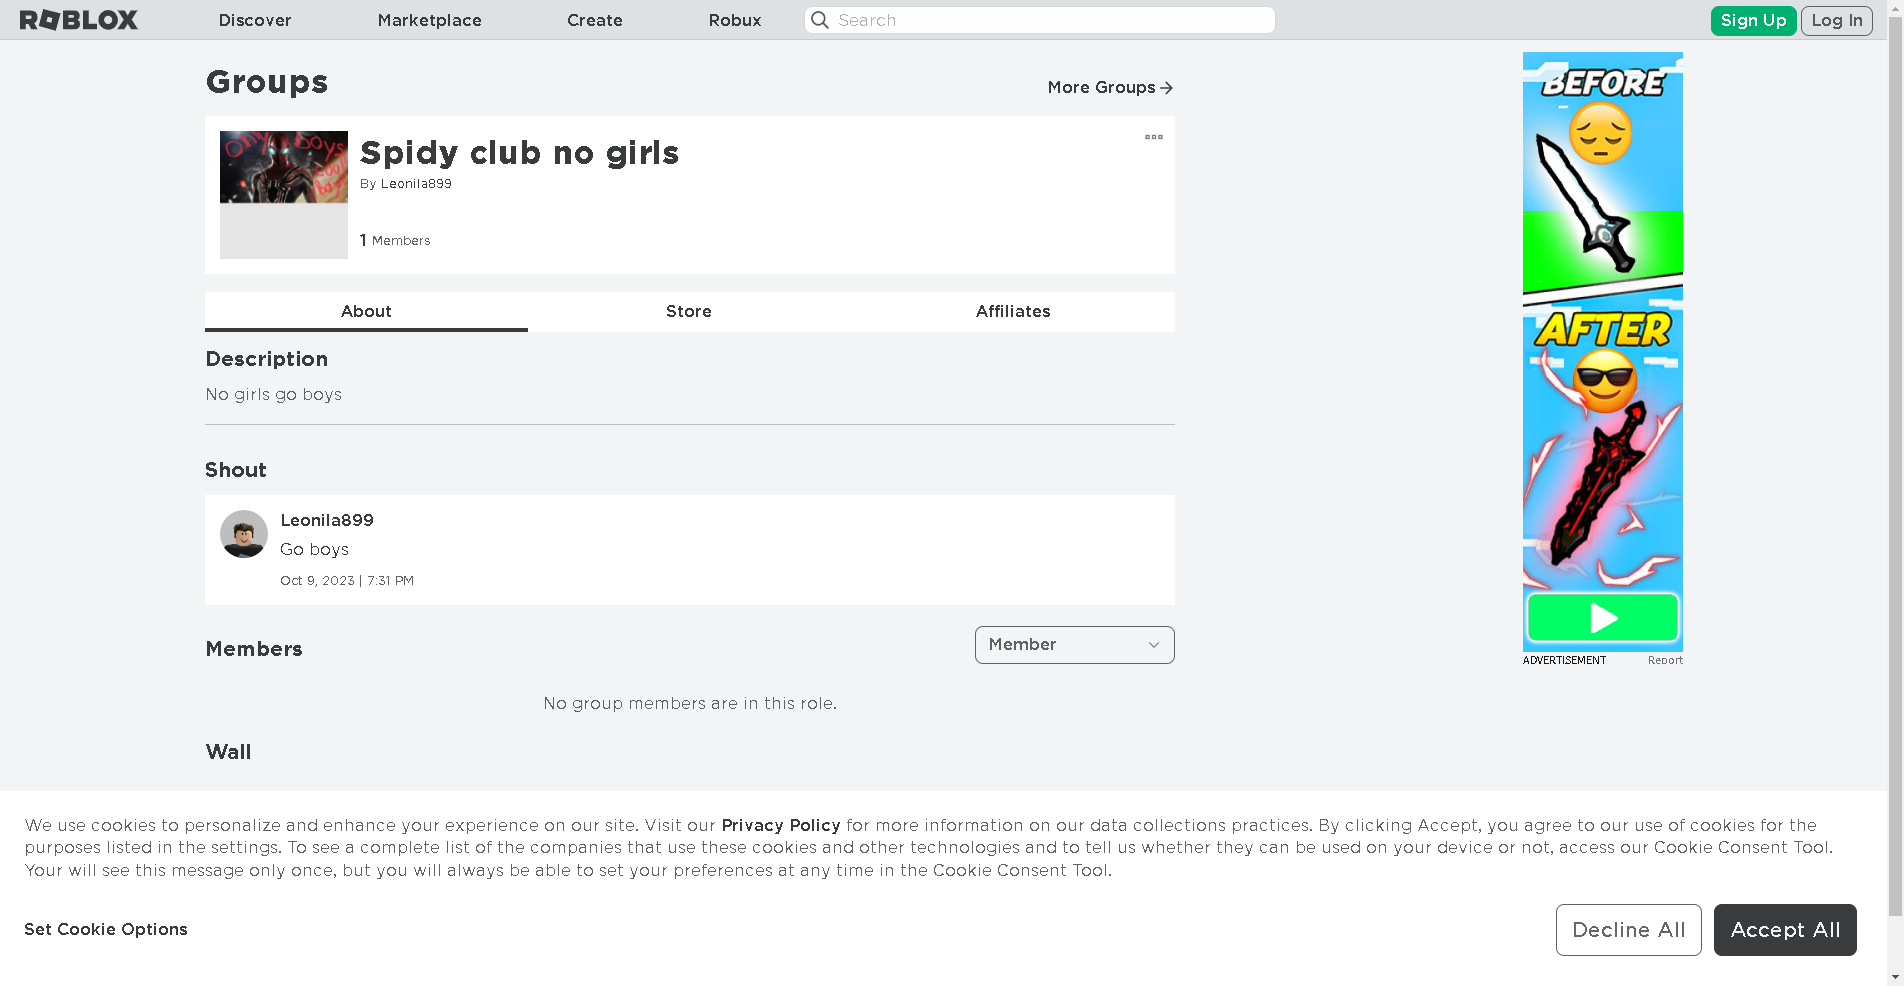 ROBLOX
Discover
Marketplace
Create
Robux
Search
Sign Up
Log In
Groups
More Groups
Only Boys
cool
boys
Spidy club no girls
By Leonila899
1 Members
About
Store
Affiliates
Description
No girls go boys
Shout
Leonila899
Go boys
Oct 9, 2023 | 7:31 PM
Members
Member
No group members are in this role.
Wall
BEFORE
AFTER
ADVERTISEMENT
Report
We use cookies to personalize and enhance your experience on our site. Visit our Privacy Policy for more information on our data collections practices. By clicking Accept, you agree to our use of cookies for the
purposes listed in the settings. To see a complete list of the companies that use these cookies and other technologies and to tell us whether they can be used on your device or not, access our Cookie Consent Tool.
Your will see this message only once, but you will always be able to set your preferences at any time in the Cookie Consent Tool.
Set Cookie Options
Decline All
Accept All